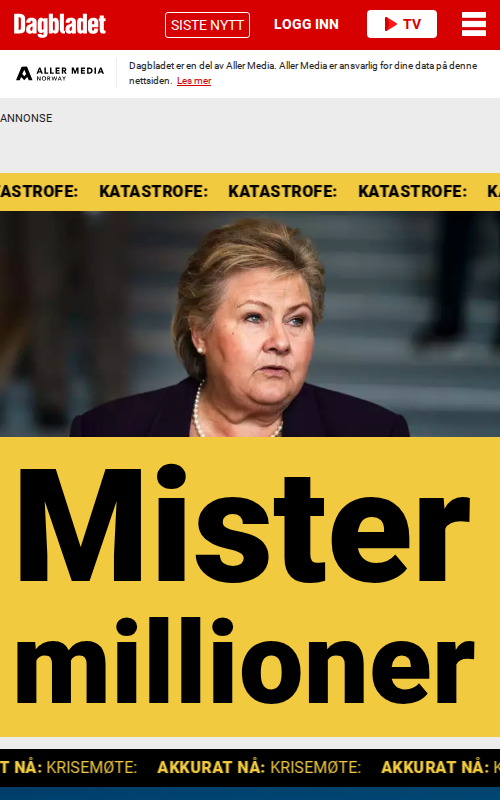 Dagbladet
SISTE NYTT
LOGG INN
TV
ALLER MEDIA
NORWAY
Dagbladet er en del av Aller Media. Aller Media er ansvarlig for dine data på denne
nettsiden. Les mer
ANNONSE
ASTROFE: KATASTROFE: KATASTROFE: KATASTROFE: KA
Mister
millioner
T NÅ: KRISEMØTE: AKKURAT NÅ: KRISEMØTE: AKKURAT NÅ: K